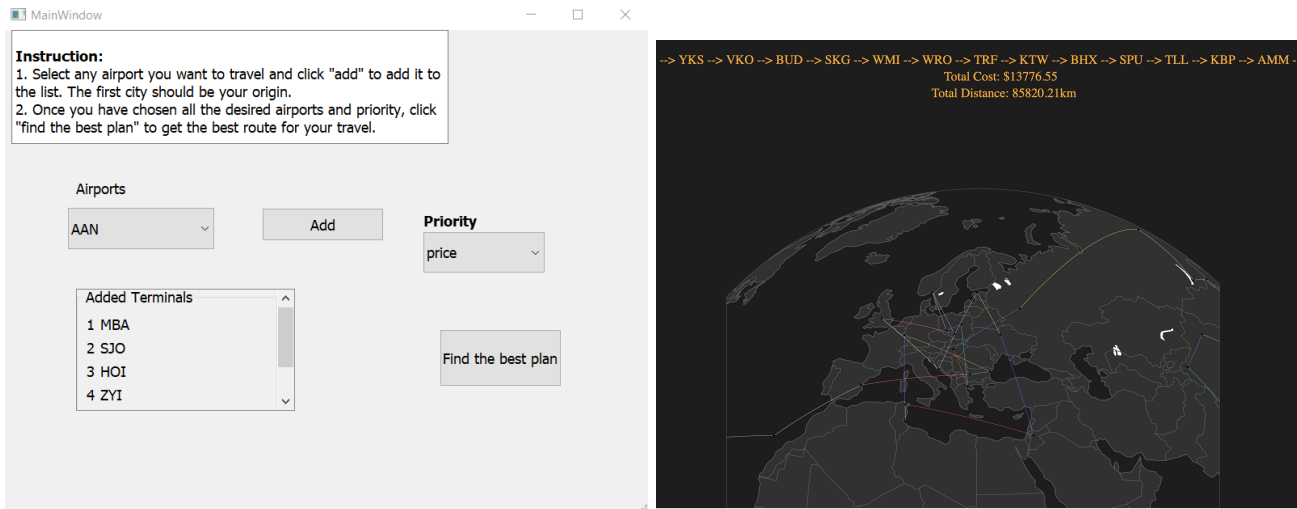 MainWindow
Instruction:
1. Select any airport you want to travel and click "add" to add it to
the list. The first city should be your origin.
2. Once you have chosen all the desired airports and priority, click
"find the best plan" to get the best route for your travel.
Airports
AAN
Add
Priority
price
Added Terminals
1 MBA
2 SJO
3 HOI
4 ZYI
Find the best plan
--> YKS --> VKO --> BUD --> SKG --> WMI --> WRO --> TRF --> KTW --> BHX --> SPU --> TLL --> KBP --> AMM -
Total Cost: $13776.55
Total Distance: 85820.21km